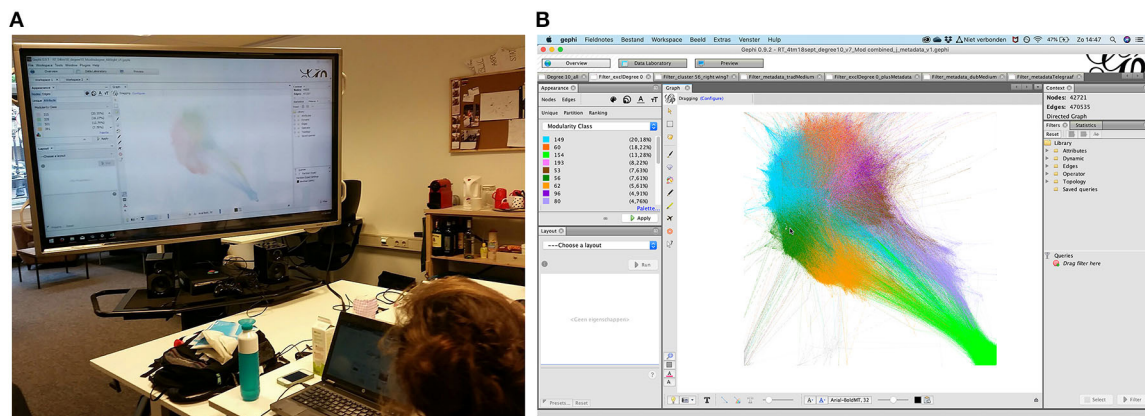 A
B
gephi Fieldnotes Bestand Workspace Beeld Extras Venster Hulp
Niet verbonden 47% Zo 14:47
Gephi 0.9.2 - RT_4tm18sept_degree10_v7_Mod combined_j_metadata_v1.gephi
Overview Data Laboratory Preview
Degree 10_all Filter_exclDegree 0 Filter_cluster 56_right wing? Filter_metadata_tradMedium Filter_exclDegree 0_plusMetadata Filter_metadata_dubMedium Filter_metadataTelegraaf
Appearance
Nodes Edges
Unique Partition Ranking
Modularity Class
149 (20,18%)
60 (18,22%)
154 (13,28%)
193 (8,22%)
53 (7,63%)
56 (7,61%)
62 (5,61%)
96 (4,91%)
80 (4,76%)
Palette...
Apply
Layout
---Choose a layout
Run
<Geen eigenschappen>
Presets... Reset
Graph
Dragging (Configure)
Arial-BoldMT, 32
Context
Nodes: 42721
Edges: 470535
Directed Graph
Filters Statistics
Reset
Library
Attributes
Dynamic
Edges
Operator
Topology
Saved queries
Queries
Drag filter here
Select Filter